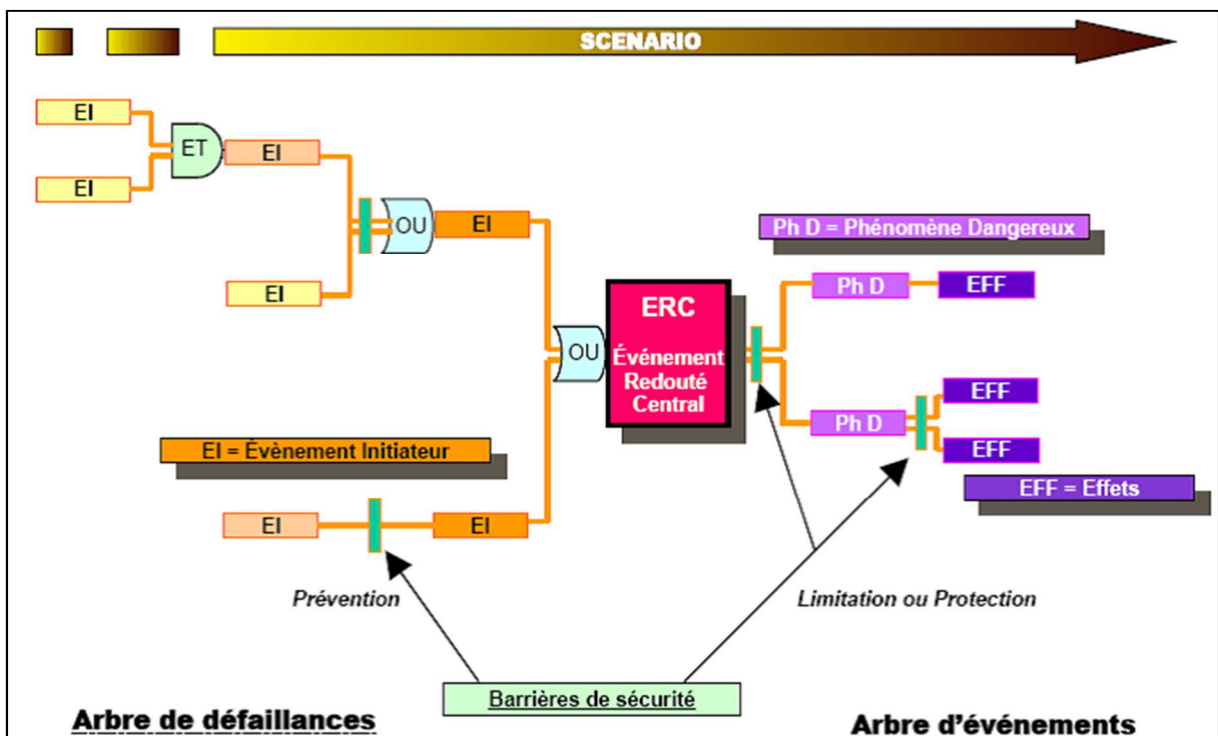 SCENARIO
EI
ET
EI
EI
OU
EI
EI
Ph D = Phénomène Dangereux
Ph D
EFF
ERC
Événement
Redouté
Central
OU
EFF
Ph D
EFF
EI = Évènement Initiateur
EFF = Effets
EI
EI
Prévention
Limitation ou Protection
Barrières de sécurité
Arbre de défaillances
Arbre d'événements